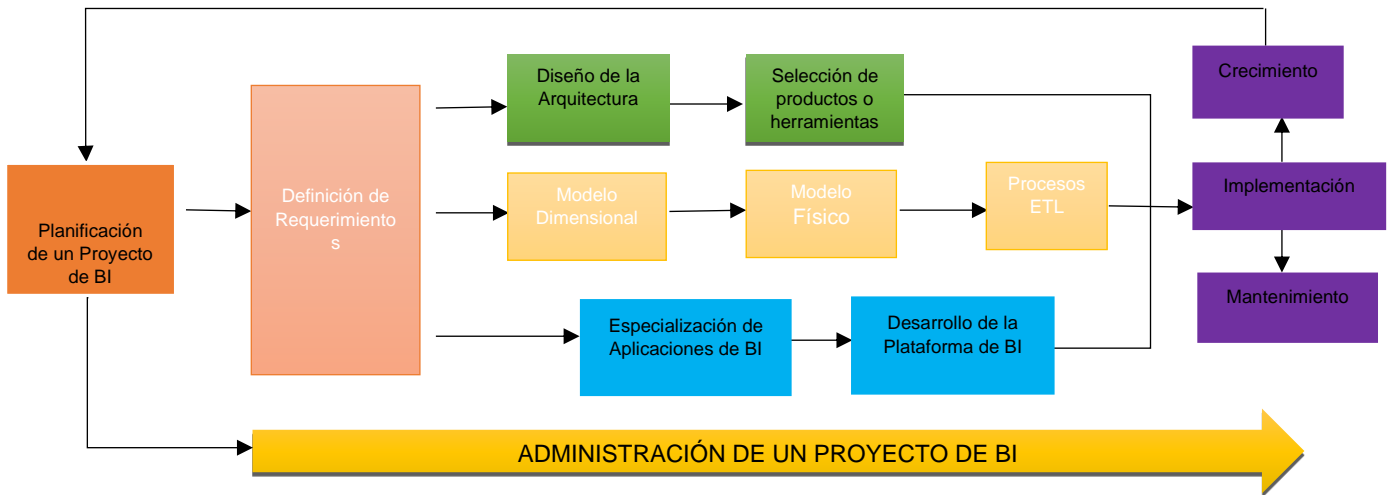 Planificación
de un Proyecto
de BI
Definición de
Requerimiento
s
Diseño de la
Arquitectura
Selección de
productos o
herramientas
Modelo
Dimensional
Modelo
Físico
Procesos
ETL
Especialización de
Aplicaciones de BI
Desarrollo de la
Plataforma de BI
Crecimiento
Implementación
Mantenimiento
ADMINISTRACIÓN DE UN PROYECTO DE BI